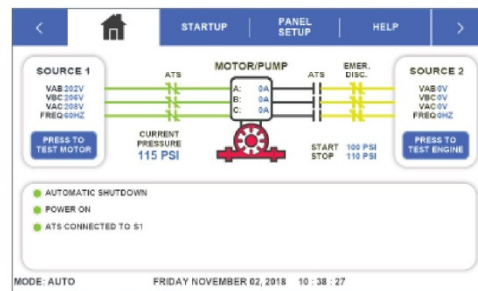 STARTUP
PANEL SETUP
HELP
SOURCE 1
VAB:202V
VBC:206V
VAC:208V
FREQ:60HZ
PRESS TO
TEST MOTOR
ATS
MOTOR/PUMP
A: 0A
B: 0A
C: 0A
ATS
EMER.
DISC.
SOURCE 2
VAB:0V
VBC:0V
VAC:0V
FREQ:0HZ
PRESS TO
TEST ENGINE
CURRENT
PRESSURE
115 PSI
START 100 PSI
STOP 110 PSI
AUTOMATIC SHUTDOWN
POWER ON
ATS CONNECTED TO S1
MODE: AUTO
FRIDAY NOVEMBER 02, 2018 10 : 38 : 27